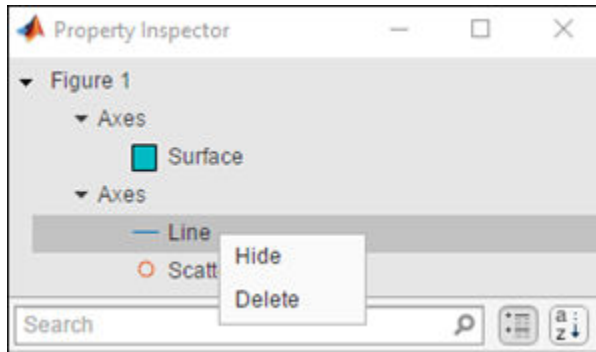 Property Inspector
Figure 1
Axes
Surface
Axes
Line
Hide
Scatt
Delete
Search
a
z